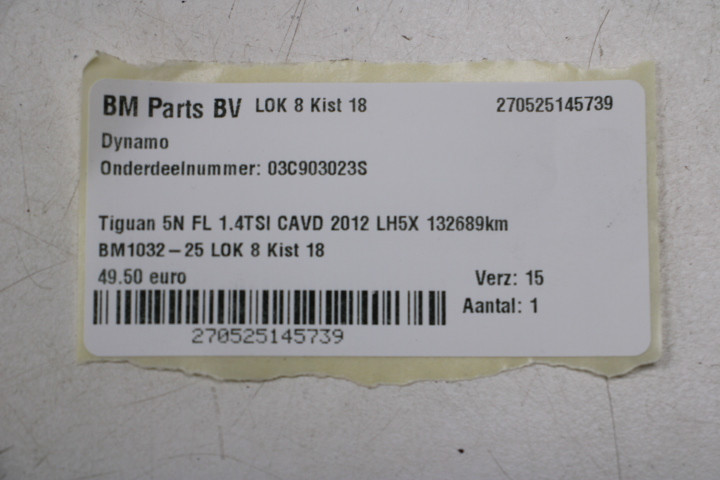 BM Parts BV LOK 8 Kist 18 270525145739
Dynamo
Onderdeelnummer: 03C903023S
Tiguan 5N FL 1.4TSI CAVD 2012 LH5X 132689km
BM1032-25 LOK 8 Kist 18
49.50 euro Verz: 15
Aantal: 1
270525145739